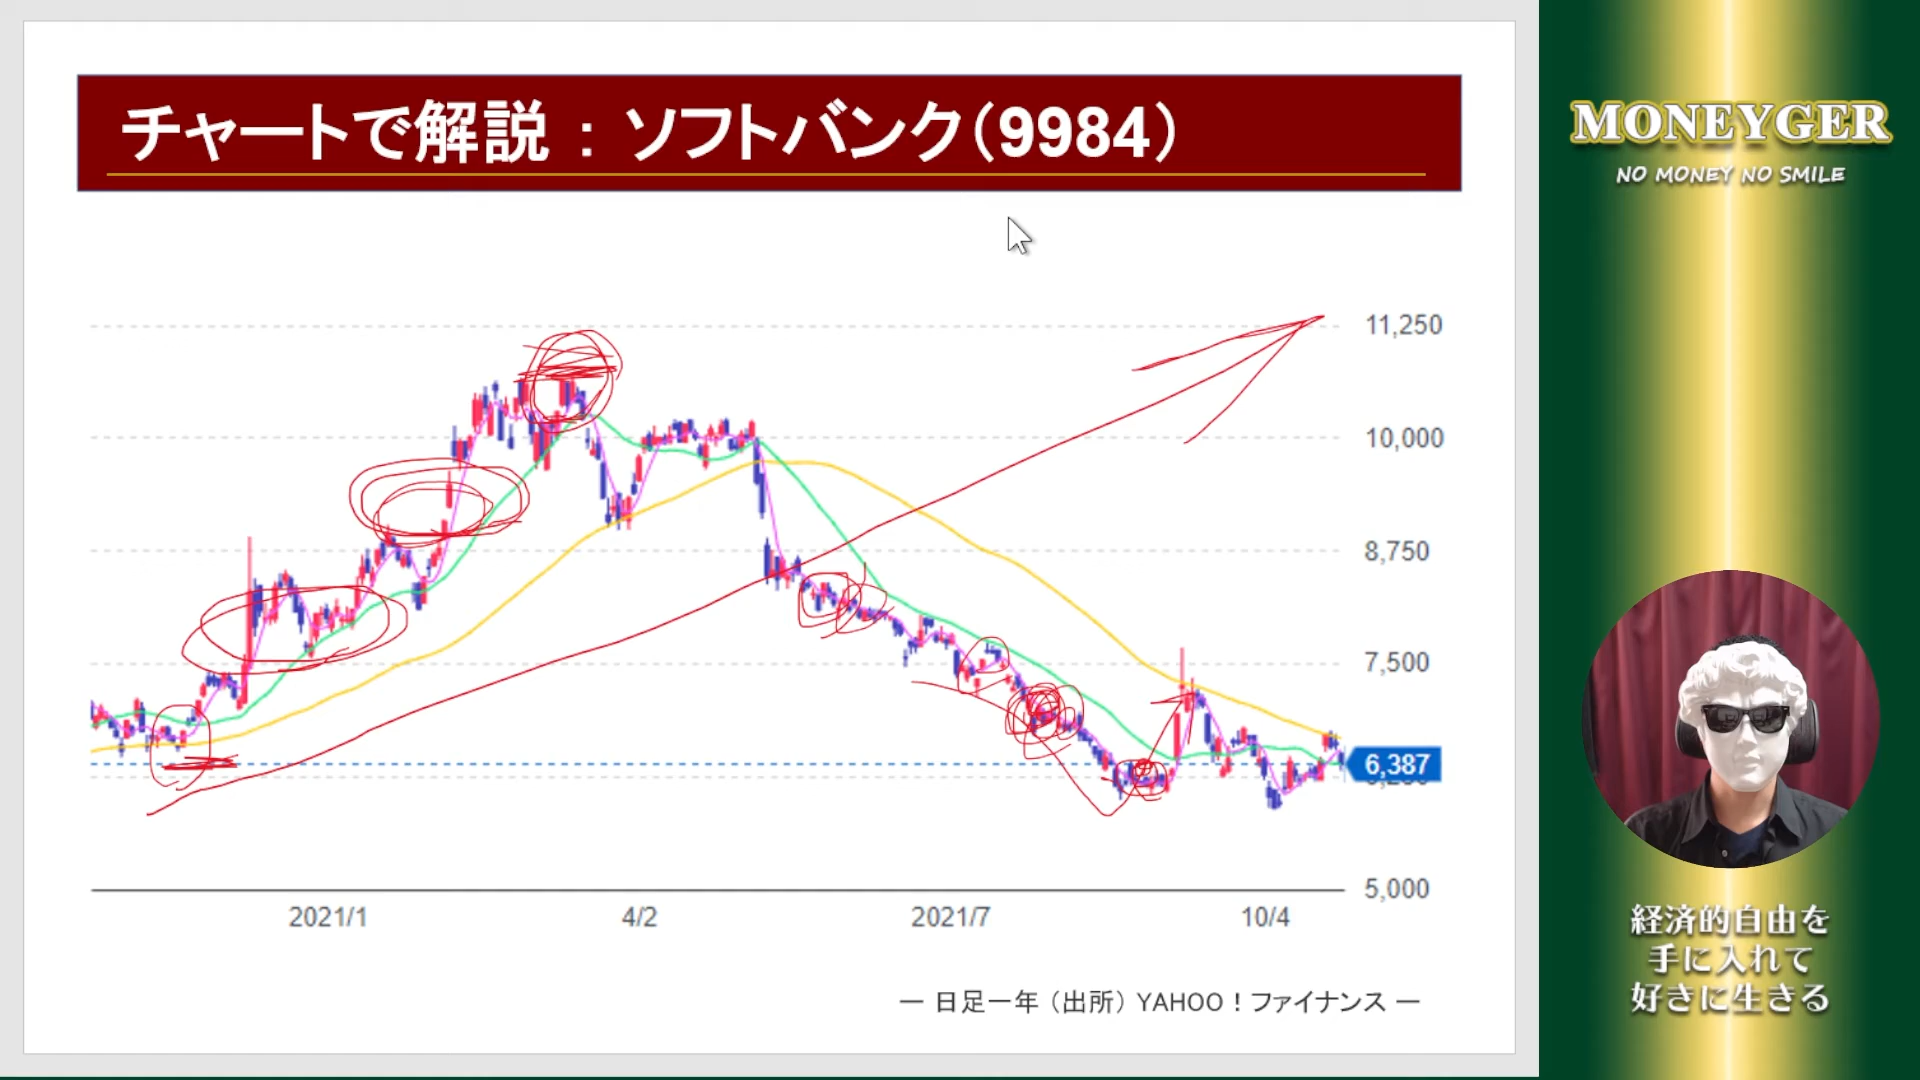 チャートで解説：ソフトバンク（9984）
MONEYGER
NO MONEY NO SMILE
11,250
10,000
8,750
7,500
6,387
5,000
2021/1
4/2
2021/7
10/4
― 日足一年（出所）YAHOO！ファイナンス ―
経済的自由を
手に入れて
好きに生きる